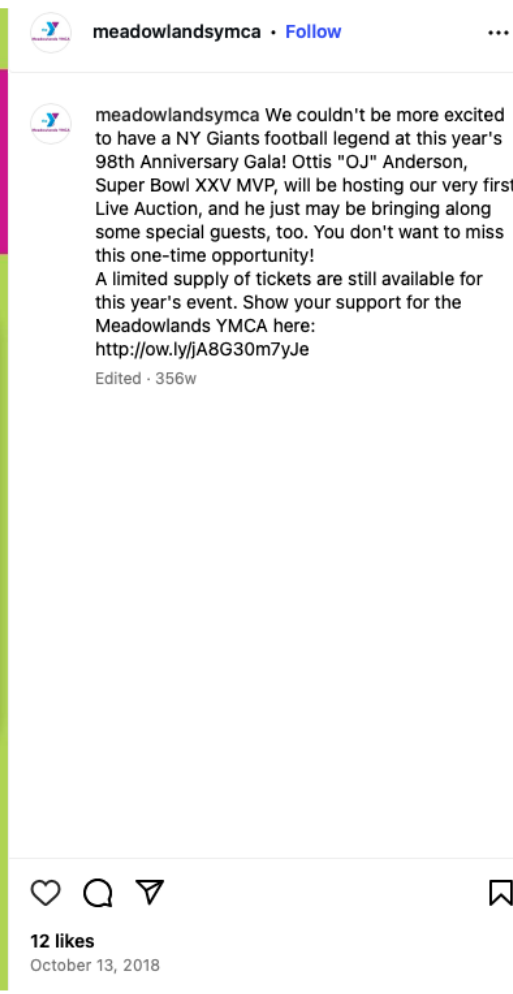 meadowlandsymca • Follow
meadowlandsymca We couldn't be more excited
to have a NY Giants football legend at this year's
98th Anniversary Gala! Ottis "OJ" Anderson,
Super Bowl XXV MVP, will be hosting our very first
Live Auction, and he just may be bringing along
some special guests, too. You don't want to miss
this one-time opportunity!
A limited supply of tickets are still available for
this year's event. Show your support for the
Meadowlands YMCA here:
http://ow.ly/jA8G30m7yJe
Edited · 356w
12 likes
October 13, 2018